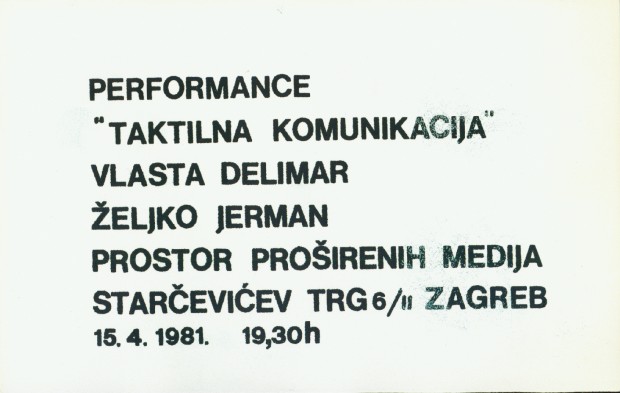 PERFORMANCE
"TAKTILNA KOMUNIKACIJA"
VLASTA DELIMAR
ŽELJKO JERMAN
PROSTOR PROŠIRENIH MEDIJA
STARČEVIĆEV TRG 6/II ZAGREB
15. 4. 1981. 19,30h